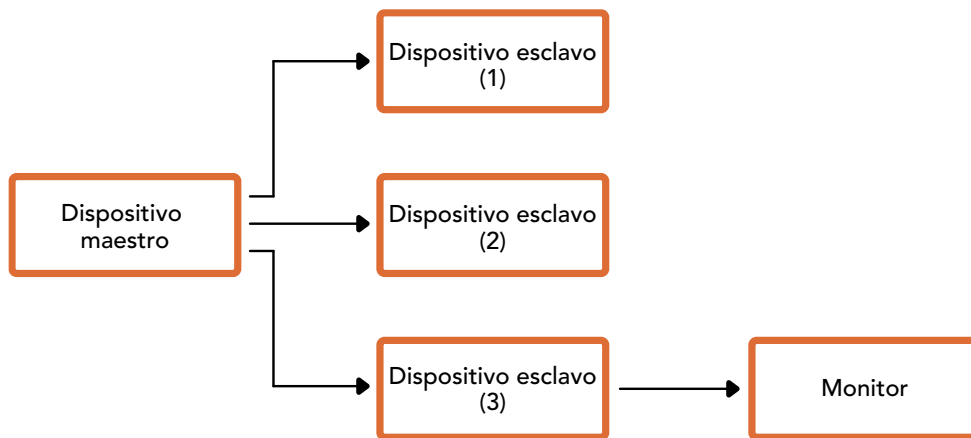 Dispositivo esclavo
(1)
Dispositivo
maestro
Dispositivo esclavo
(2)
Dispositivo esclavo
(3)
Monitor